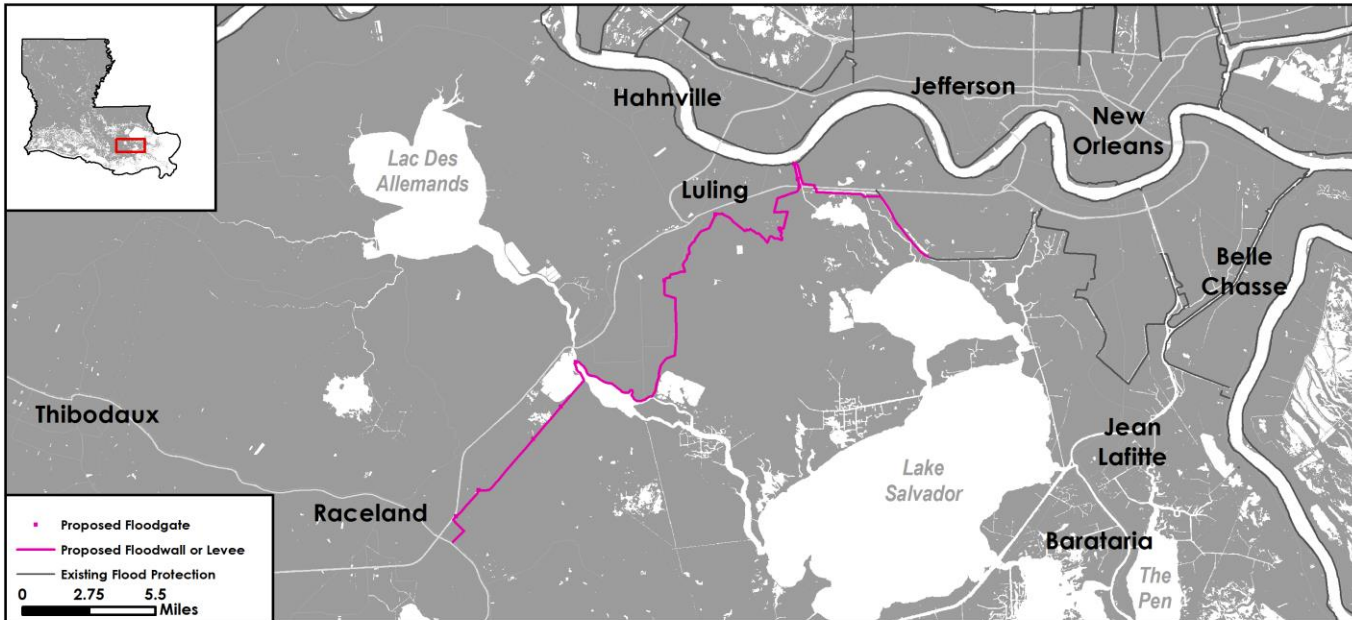 Hahnville
Jefferson
New
Orleans
Lac Des
Allemands
Luling
Belle
Chasse
Thibodaux
Jean
Lafitte
Lake
Salvador
Raceland
Barataria
The
Pen
Proposed Floodgate
Proposed Floodwall or Levee
Existing Flood Protection
0 2.75 5.5
Miles